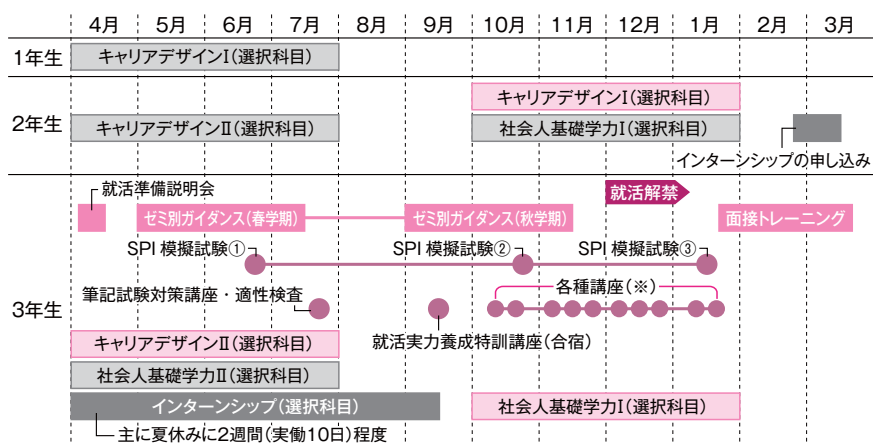 4月 5月 6月 7月 8月 9月 10月 11月 12月 1月 2月 3月
1年生
キャリアデザインⅠ(選択科目)
2年生
キャリアデザインⅠ(選択科目)
キャリアデザインⅡ(選択科目)
社会人基礎学力Ⅰ(選択科目)
インターンシップの申し込み
3年生
就活準備説明会
就活解禁
ゼミ別ガイダンス(春学期)
ゼミ別ガイダンス(秋学期)
面接トレーニング
SPI 模擬試験①
SPI 模擬試験②
SPI 模擬試験③
筆記試験対策講座・適性検査
各種講座(※)
就活実力養成特訓講座(合宿)
キャリアデザインⅡ(選択科目)
社会人基礎学力Ⅱ(選択科目)
インターンシップ(選択科目)
社会人基礎学力Ⅰ(選択科目)
主に夏休みに2週間(実働10日)程度